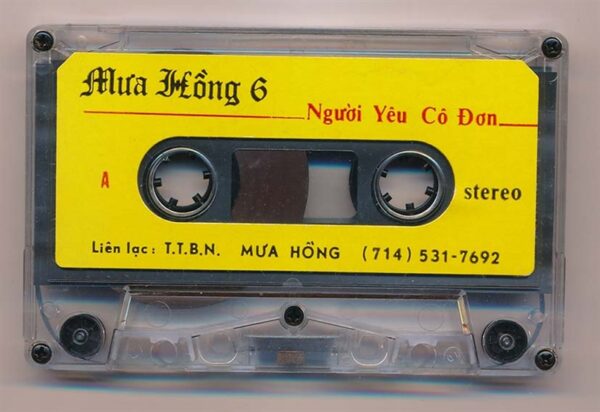 Mưa Hồng 6
Người Yêu Cô Đơn
A
stereo
Liên lạc: T.T.B.N. MƯA HỒNG (714) 531-7692